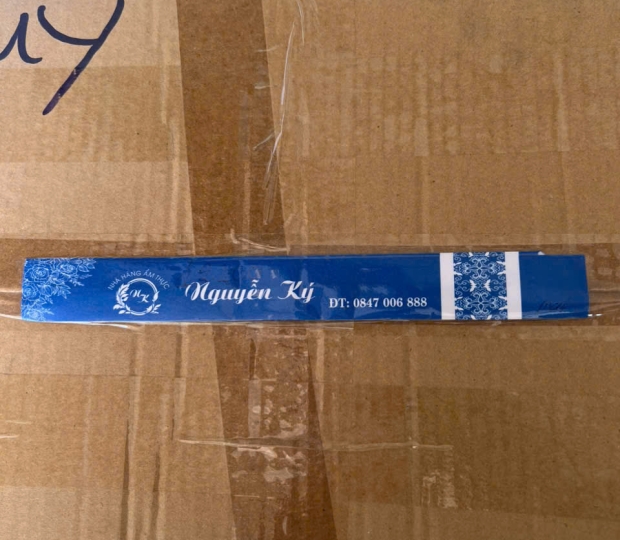 NHÀ HÀNG ẨM THỰC
NK
Nguyễn Ký
ĐT: 0847 006 888